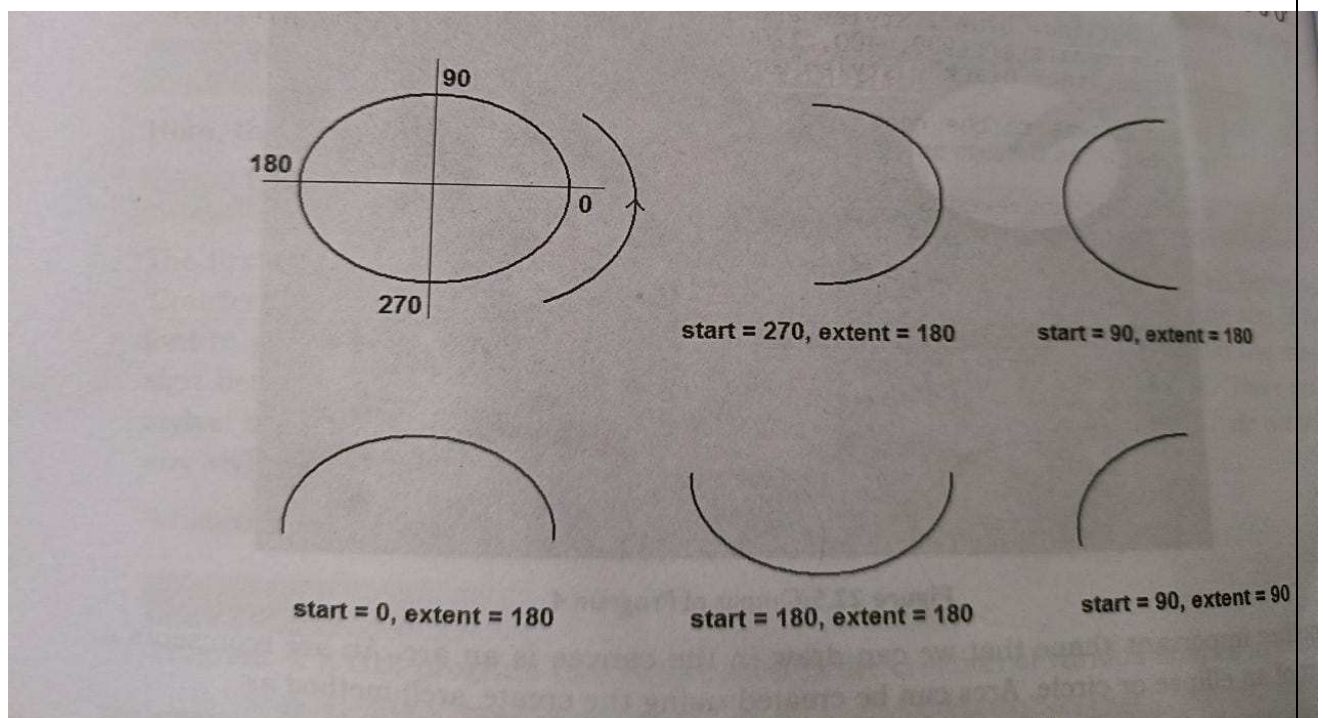 90
180
0
270
start = 270, extent = 180
start = 90, extent = 180
start = 0, extent = 180
start = 180, extent = 180
start = 90, extent = 90